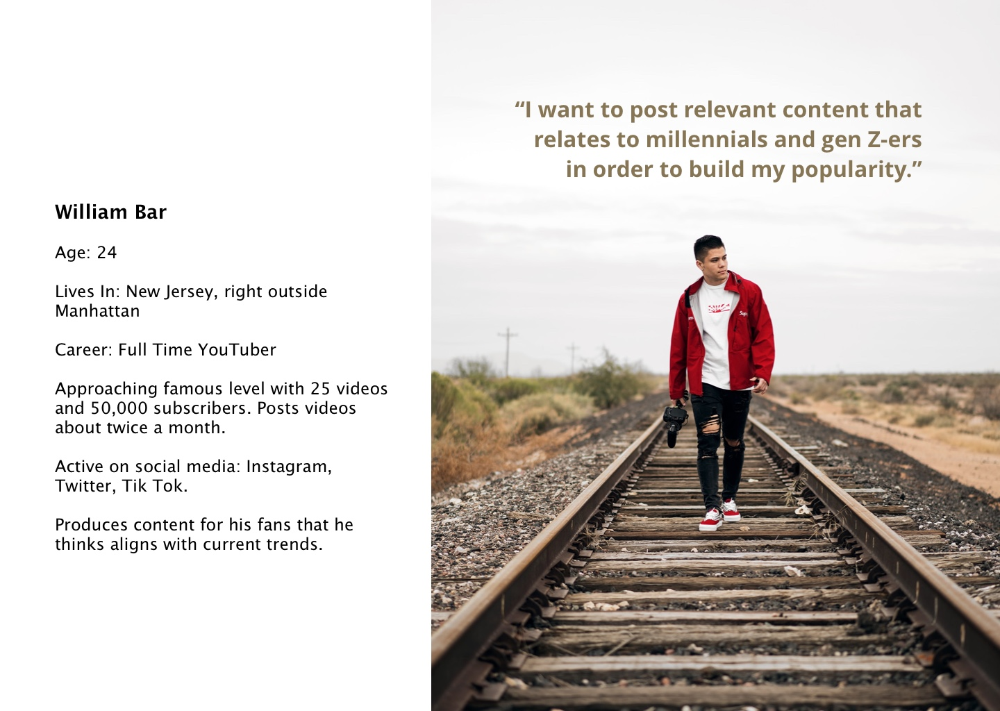 William Bar
Age: 24
Lives In: New Jersey, right outside
Manhattan
Career: Full Time YouTuber
Approaching famous level with 25 videos
and 50,000 subscribers. Posts videos
about twice a month.
Active on social media: Instagram,
Twitter, Tik Tok.
Produces content for his fans that he
thinks aligns with current trends.
“I want to post relevant content that
relates to millennials and gen Z-ers
in order to build my popularity.”